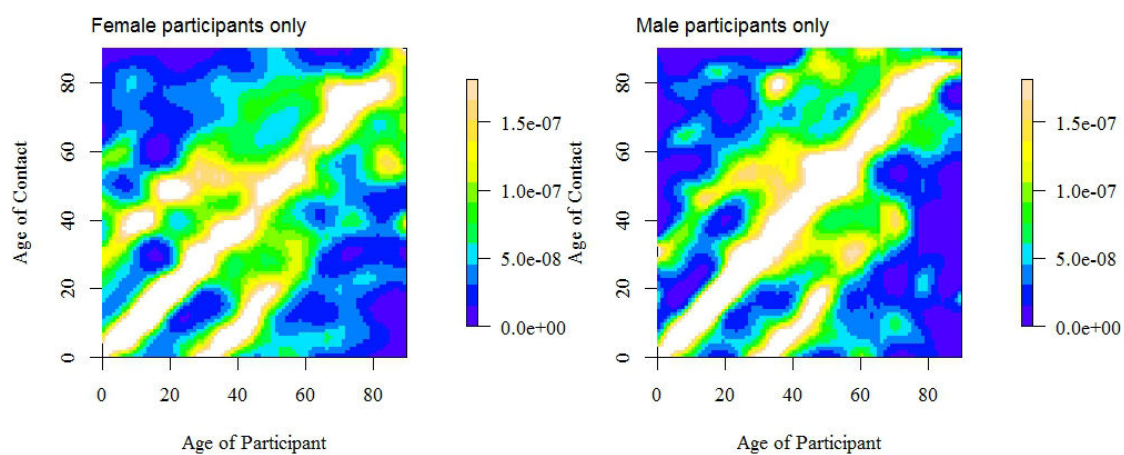 Female participants only
Male participants only
80
60
40
20
0
0 20 40 60 80
Age of Contact
Age of Participant
1.5e-07
1.0e-07
5.0e-08
0.0e+00
80
60
40
20
0
0 20 40 60 80
Age of Contact
Age of Participant
1.5e-07
1.0e-07
5.0e-08
0.0e+00